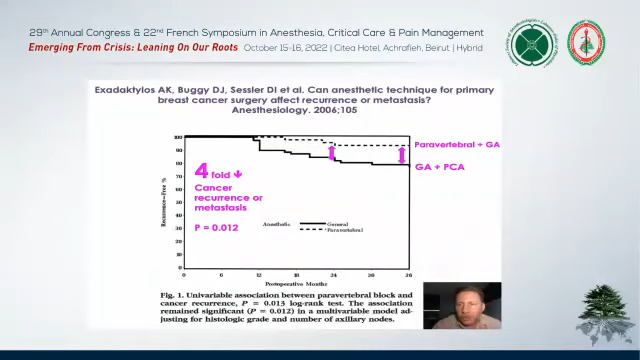 29th Annual Congress & 22nd French Symposium in Anesthesia, Critical Care & Pain Management
Emerging From Crisis: Leaning On Our Roots October 15-16, 2022 | Citea Hotel, Achrafieh, Beirut | Hybrid
Exadaktylos AK, Buggy DJ, Sessler DI et al. Can anesthetic technique for primary
breast cancer surgery affect recurrence or metastasis?
Anesthesiology. 2006;105
Recurrence-Free %
100
90
80
70
60
50
40
30
20
10
0
4 fold
Cancer
recurrence or
metastasis
P = 0.012
Paravertebral + GA
GA + PCA
Anesthetic
General
Paravertebral
0 6 12 18 24 30 36
Postoperative Months
Fig. 1. Univariable association between paravertebral block and
cancer recurrence, P = 0.013 log-rank test. The association
remained significant (P = 0.012) in a multivariable model ad-
justing for histologic grade and number of axillary nodes.